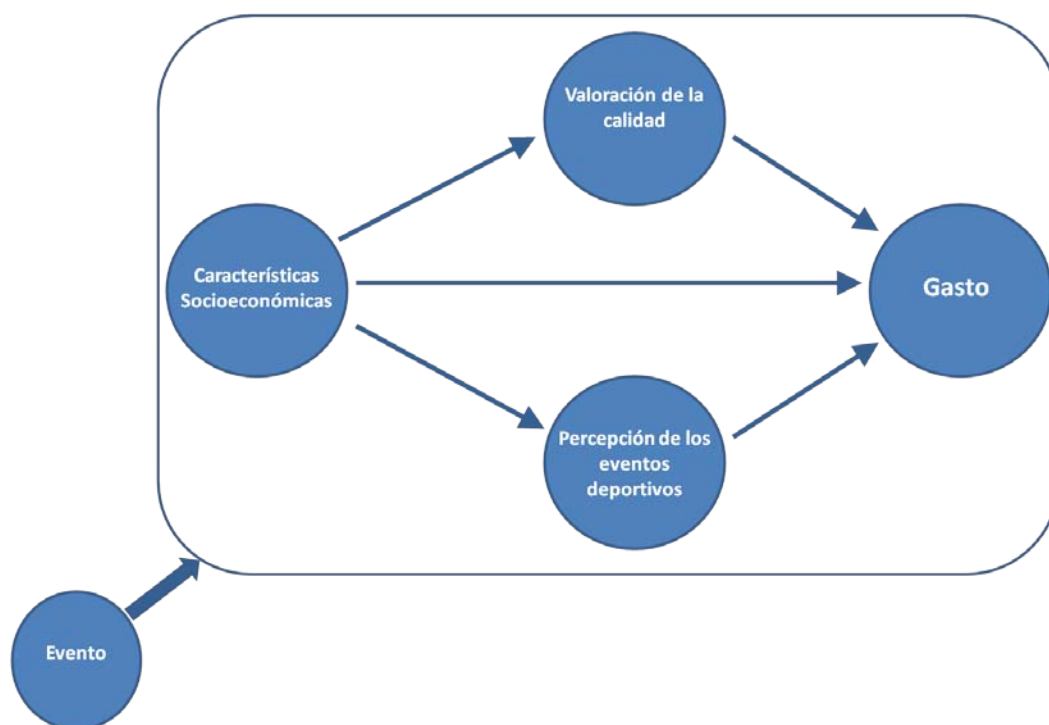 Valoración de la
calidad
Características
Socioeconómicas
Gasto
Percepción de los
eventos
deportivos
Evento